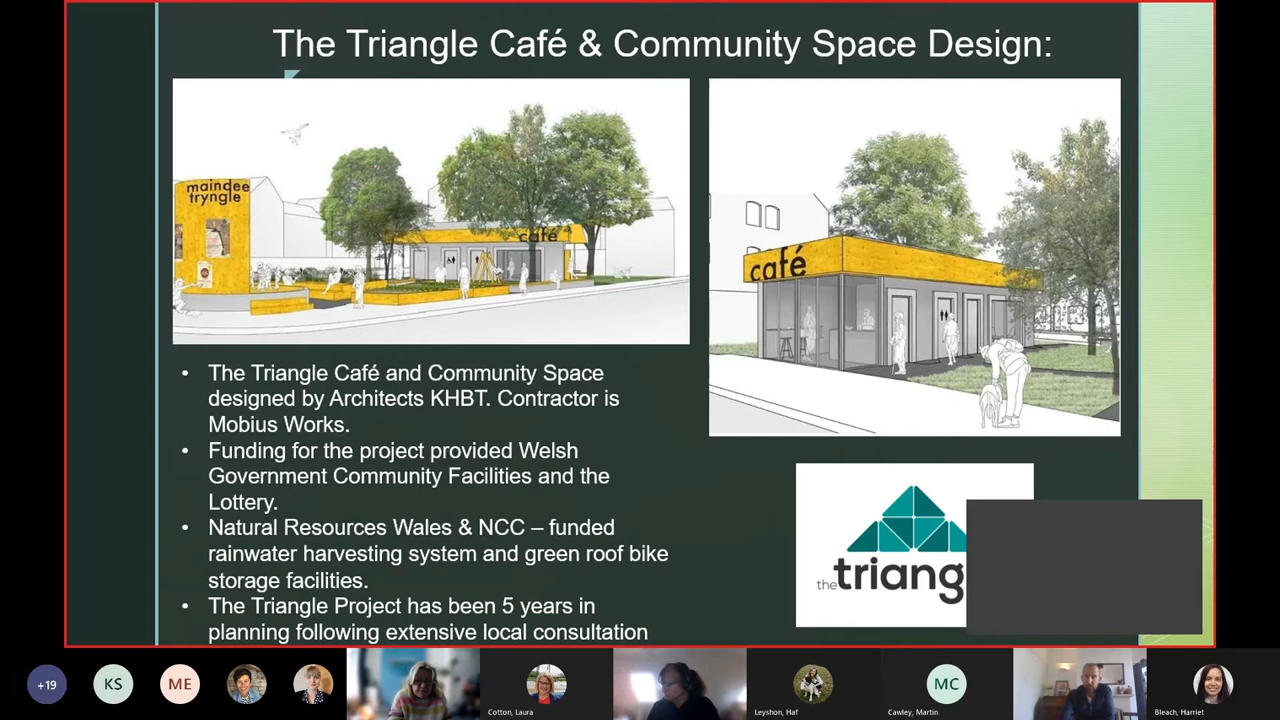 The Triangle Café & Community Space Design:
maindee
tryngle
café
café
• The Triangle Café and Community Space
designed by Architects KHBT. Contractor is
Mobius Works.
• Funding for the project provided Welsh
Government Community Facilities and the
Lottery.
• Natural Resources Wales & NCC – funded
rainwater harvesting system and green roof bike
storage facilities.
• The Triangle Project has been 5 years in
planning following extensive local consultation
the triang
+19
KS
ME
Cotton, Laura
Leyshon, Haf
MC
Cawley, Martin
Bleach, Harriet